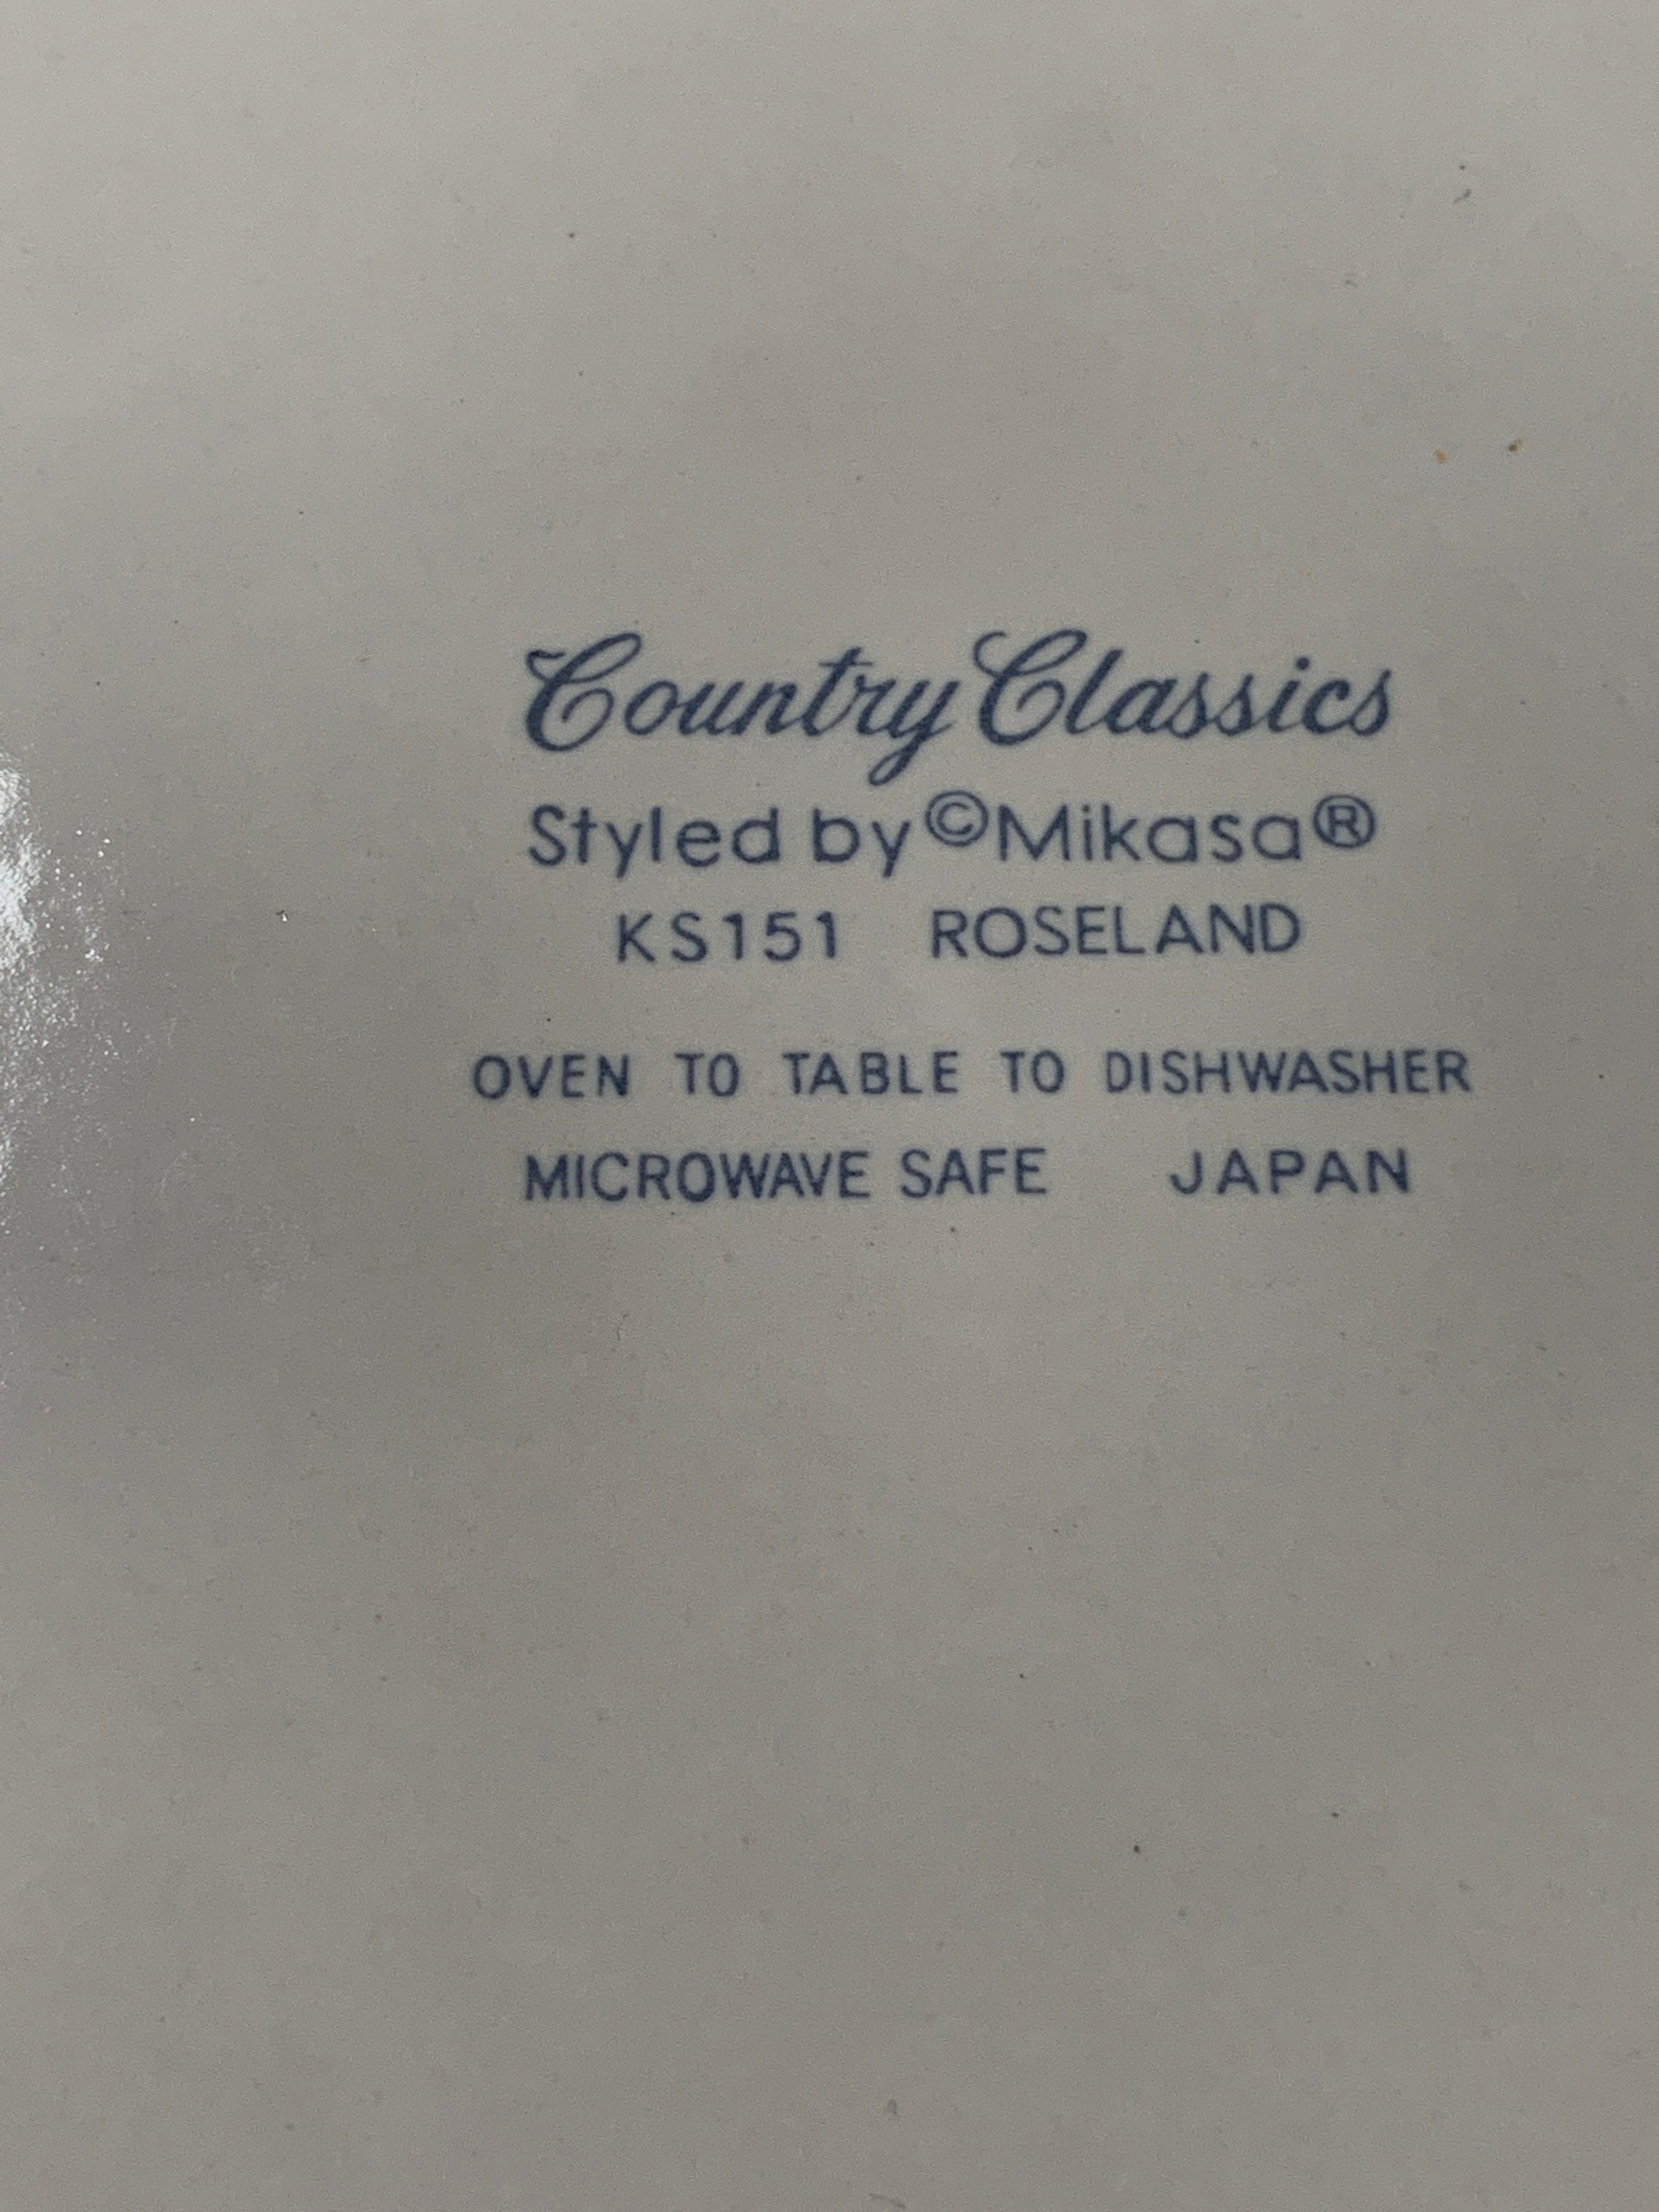 Country Classics
Styled by ©Mikasa®
KS151 ROSELAND
OVEN TO TABLE TO DISHWASHER
MICROWAVE SAFE JAPAN